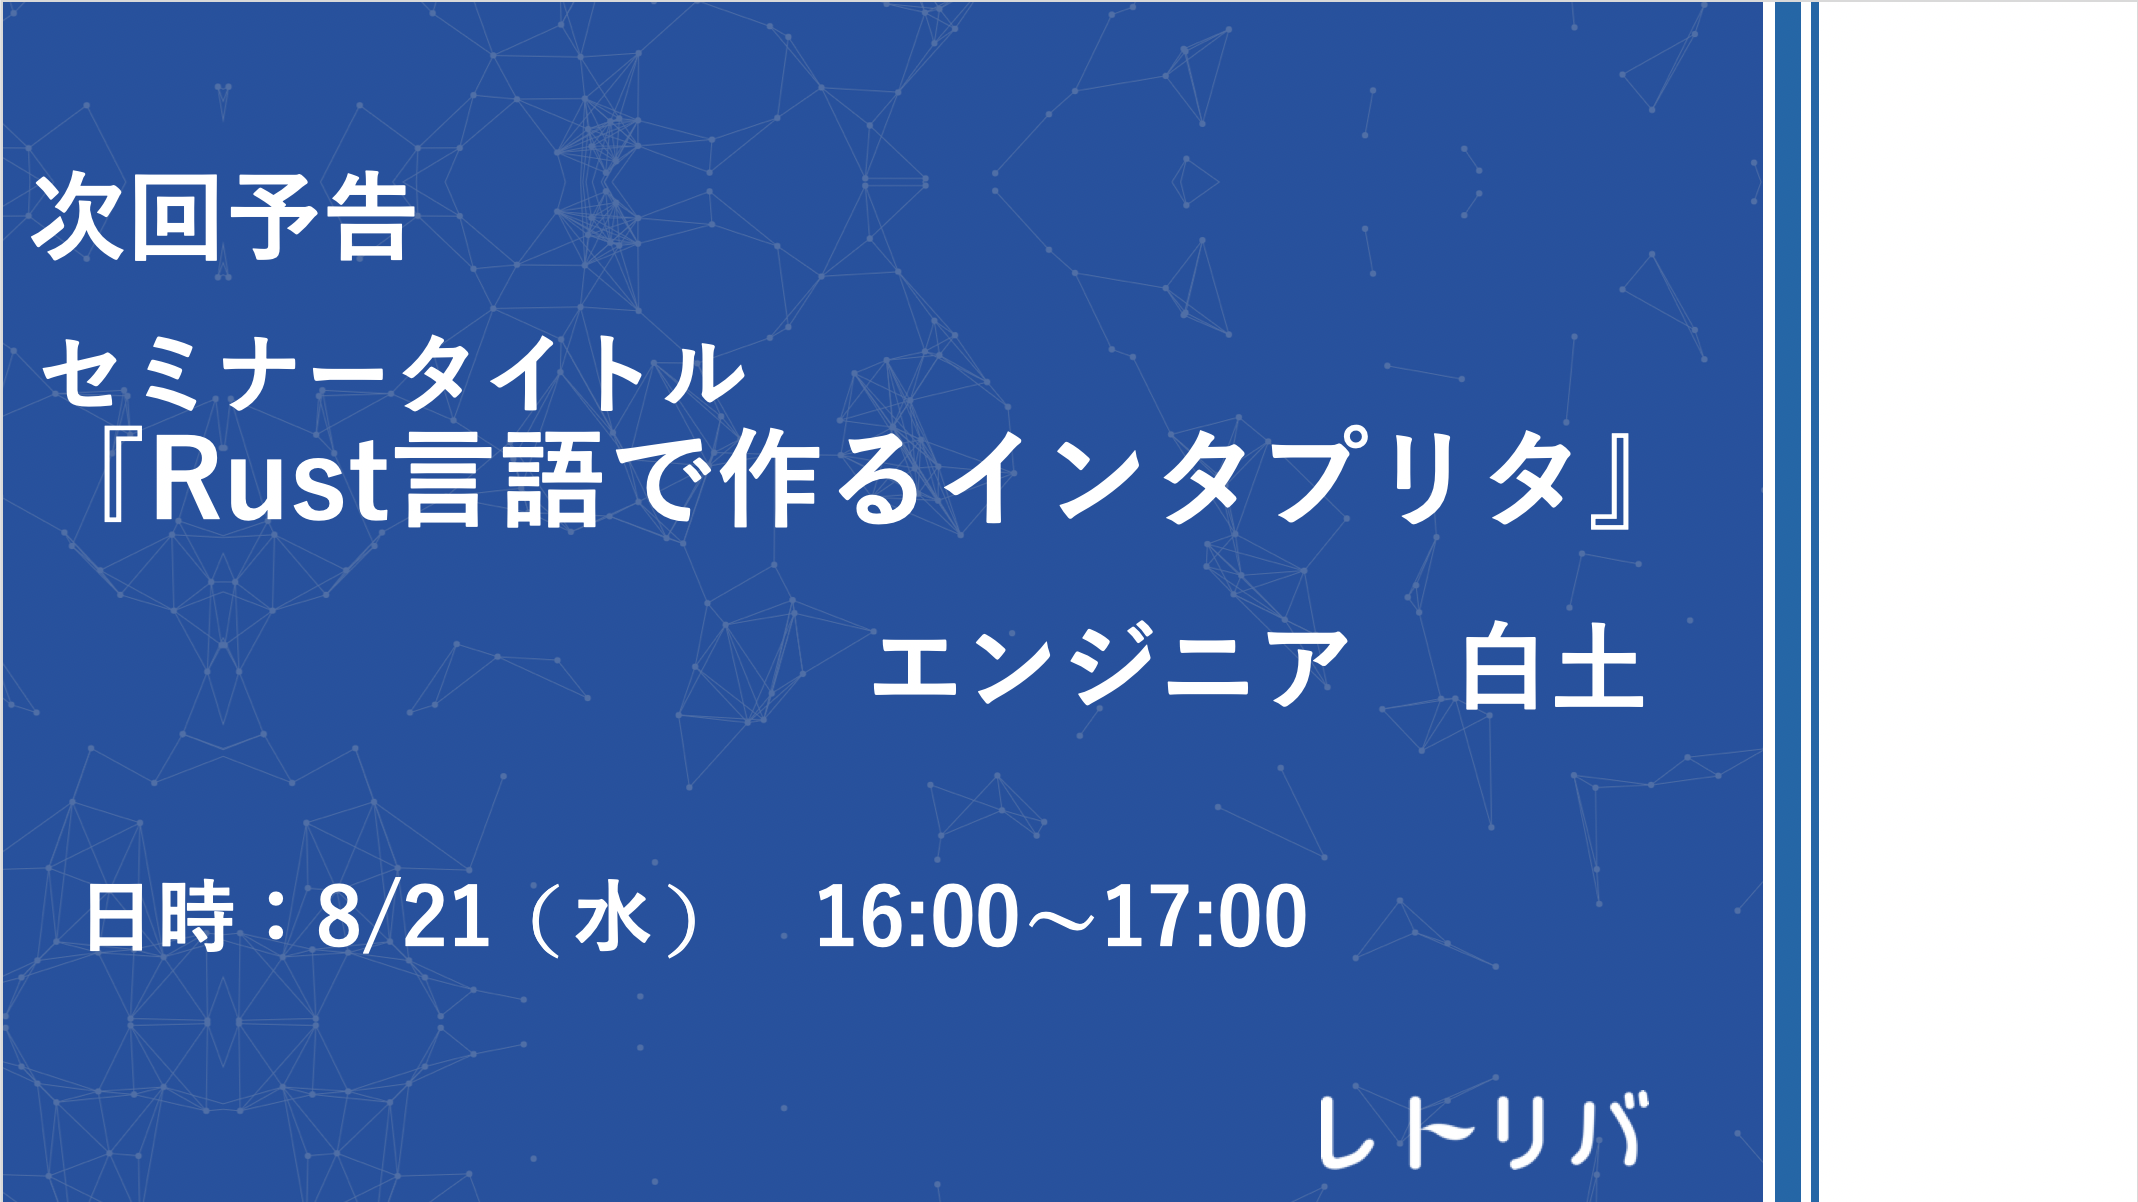 次回予告
セミナータイトル
『Rust言語で作るインタプリタ』
エンジニア　白土
日時：8/21（水）　16:00～17:00
レトリバ